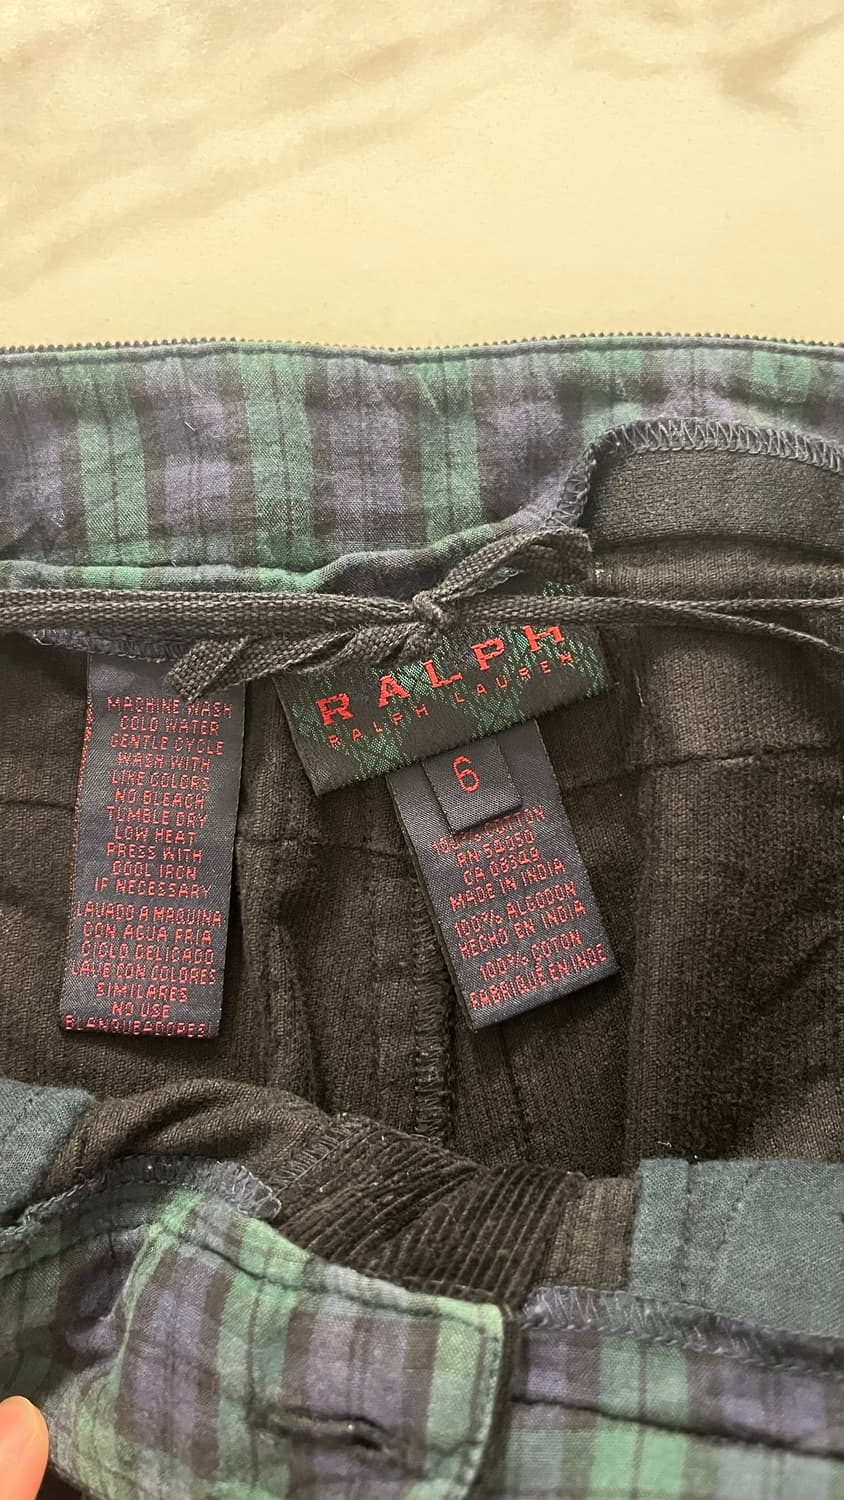 MACHINE WASH
COLD WATER
GENTLE CYCLE
WASH WITH
LIKE COLORS
NO BLEACH
TUMBLE DRY
LOW HEAT
PRESS WITH
COOL IRON
IF NECESSARY
LAVADO A MAQUINA
CON AGUA FRIA
CICLO DELICADO
LAVE CON COLORES
SIMILARES
NO USE
BLANQUEADORES
RALPH
RALPH LAUREN
6
100% COTTON
RN 54050
CA 09349
MADE IN INDIA
100% ALGODON
HECHO EN INDIA
100% COTON
FABRIQUE EN INDE